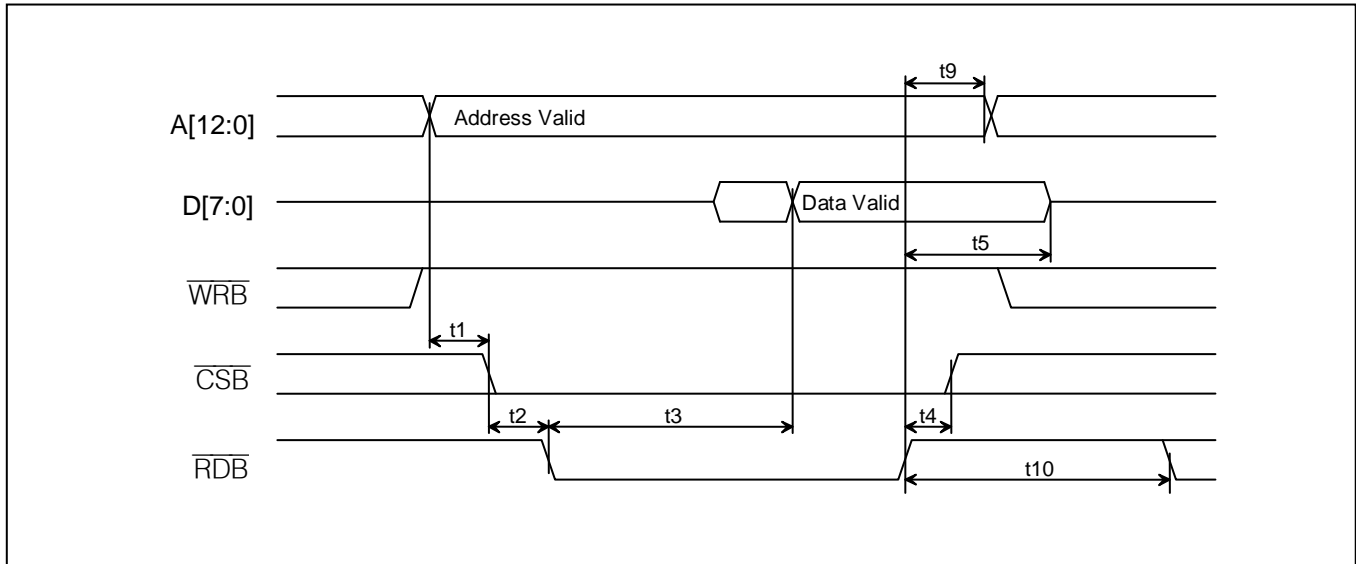 t9
A[12:0] Address Valid
D[7:0] Data Valid
t5
WRB
t1
CSB
t2 t3 t4
RDB
t10